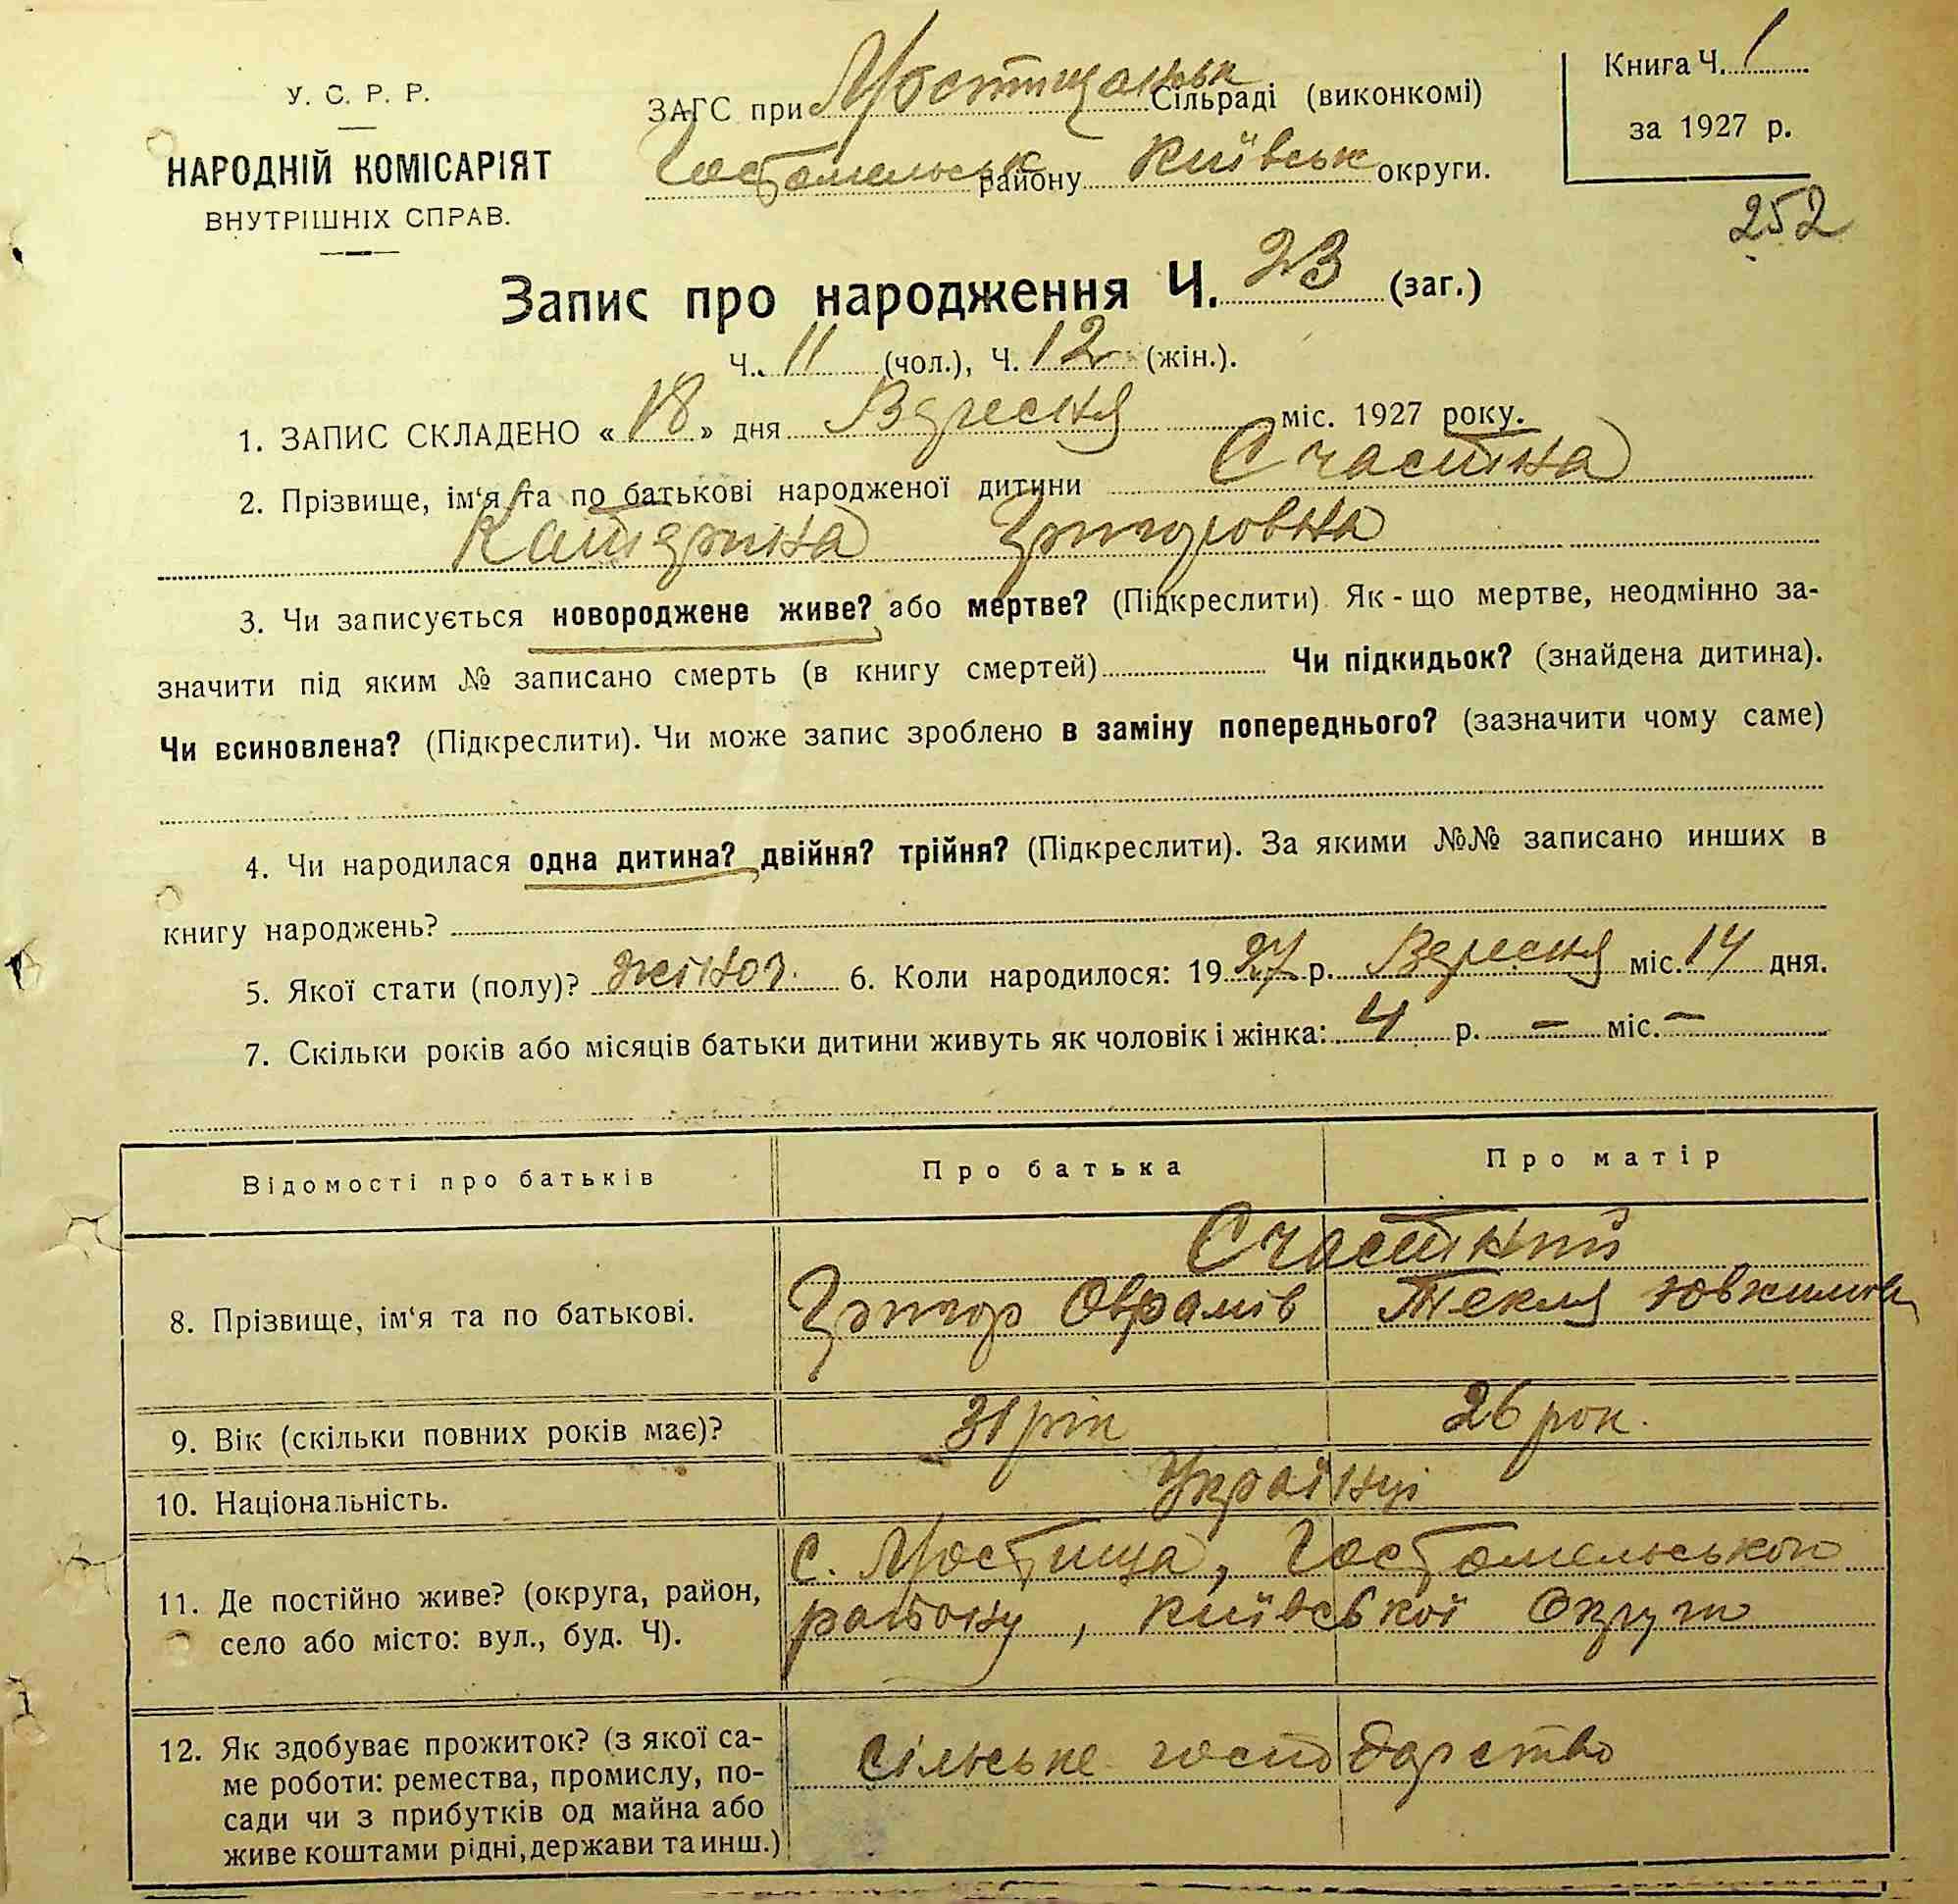 У. С. Р. Р.
НАРОДНІЙ КОМІСАРІЯТ
ВНУТРІШНІХ СПРАВ.
ЗАГС при Мостищанськ Сільраді (виконкомі)
Гостомельськ району Київськ округи.
Книга Ч. 1
за 1927 р.
252
Запис про народження Ч. 23 (заг.)
Ч. 11 (чол.), Ч. 12 (жін.).
1. ЗАПИС СКЛАДЕНО «18» дня Вересня міс. 1927 року.
2. Прізвище, ім'я та по батькові народженої дитини Счастна
Катерина Григоровна
3. Чи записується новороджене живе? або мертве? (Підкреслити) Як-що мертве, неодмінно за-
значити під яким № записано смерть (в книгу смертей) Чи підкидьок? (знайдена дитина).
Чи всиновлена? (Підкреслити). Чи може запис зроблено в заміну попереднього? (зазначити чому саме)
4. Чи народилася одна дитина? двійня? трійня? (Підкреслити). За якими №№ записано инших в
книгу народжень?
5. Якої стати (полу)? жіноч. 6. Коли народилося: 1927 р. Вересня міс. 14 дня.
7. Скільки років або місяців батьки дитини живуть як чоловік і жінка: 4 р. — міс. —
Відомості про батьків Про батька Про матір
Счастний
8. Прізвище, ім'я та по батькові. Григор Оврамів Текля
9. Вік (скільки повних років має)? 31 рік 26 рок.
10. Національність. Українці
11. Де постійно живе? (округа, район,
село або місто: вул., буд. Ч).
с. Мостища, Гостомельського
району, Київської Округи
12. Як здобуває прожиток? (з якої са-
ме роботи: ремества, промислу, по-
сади чи з прибутків од майна або
живе коштами рідні, держави та инш.)
сільське господарство